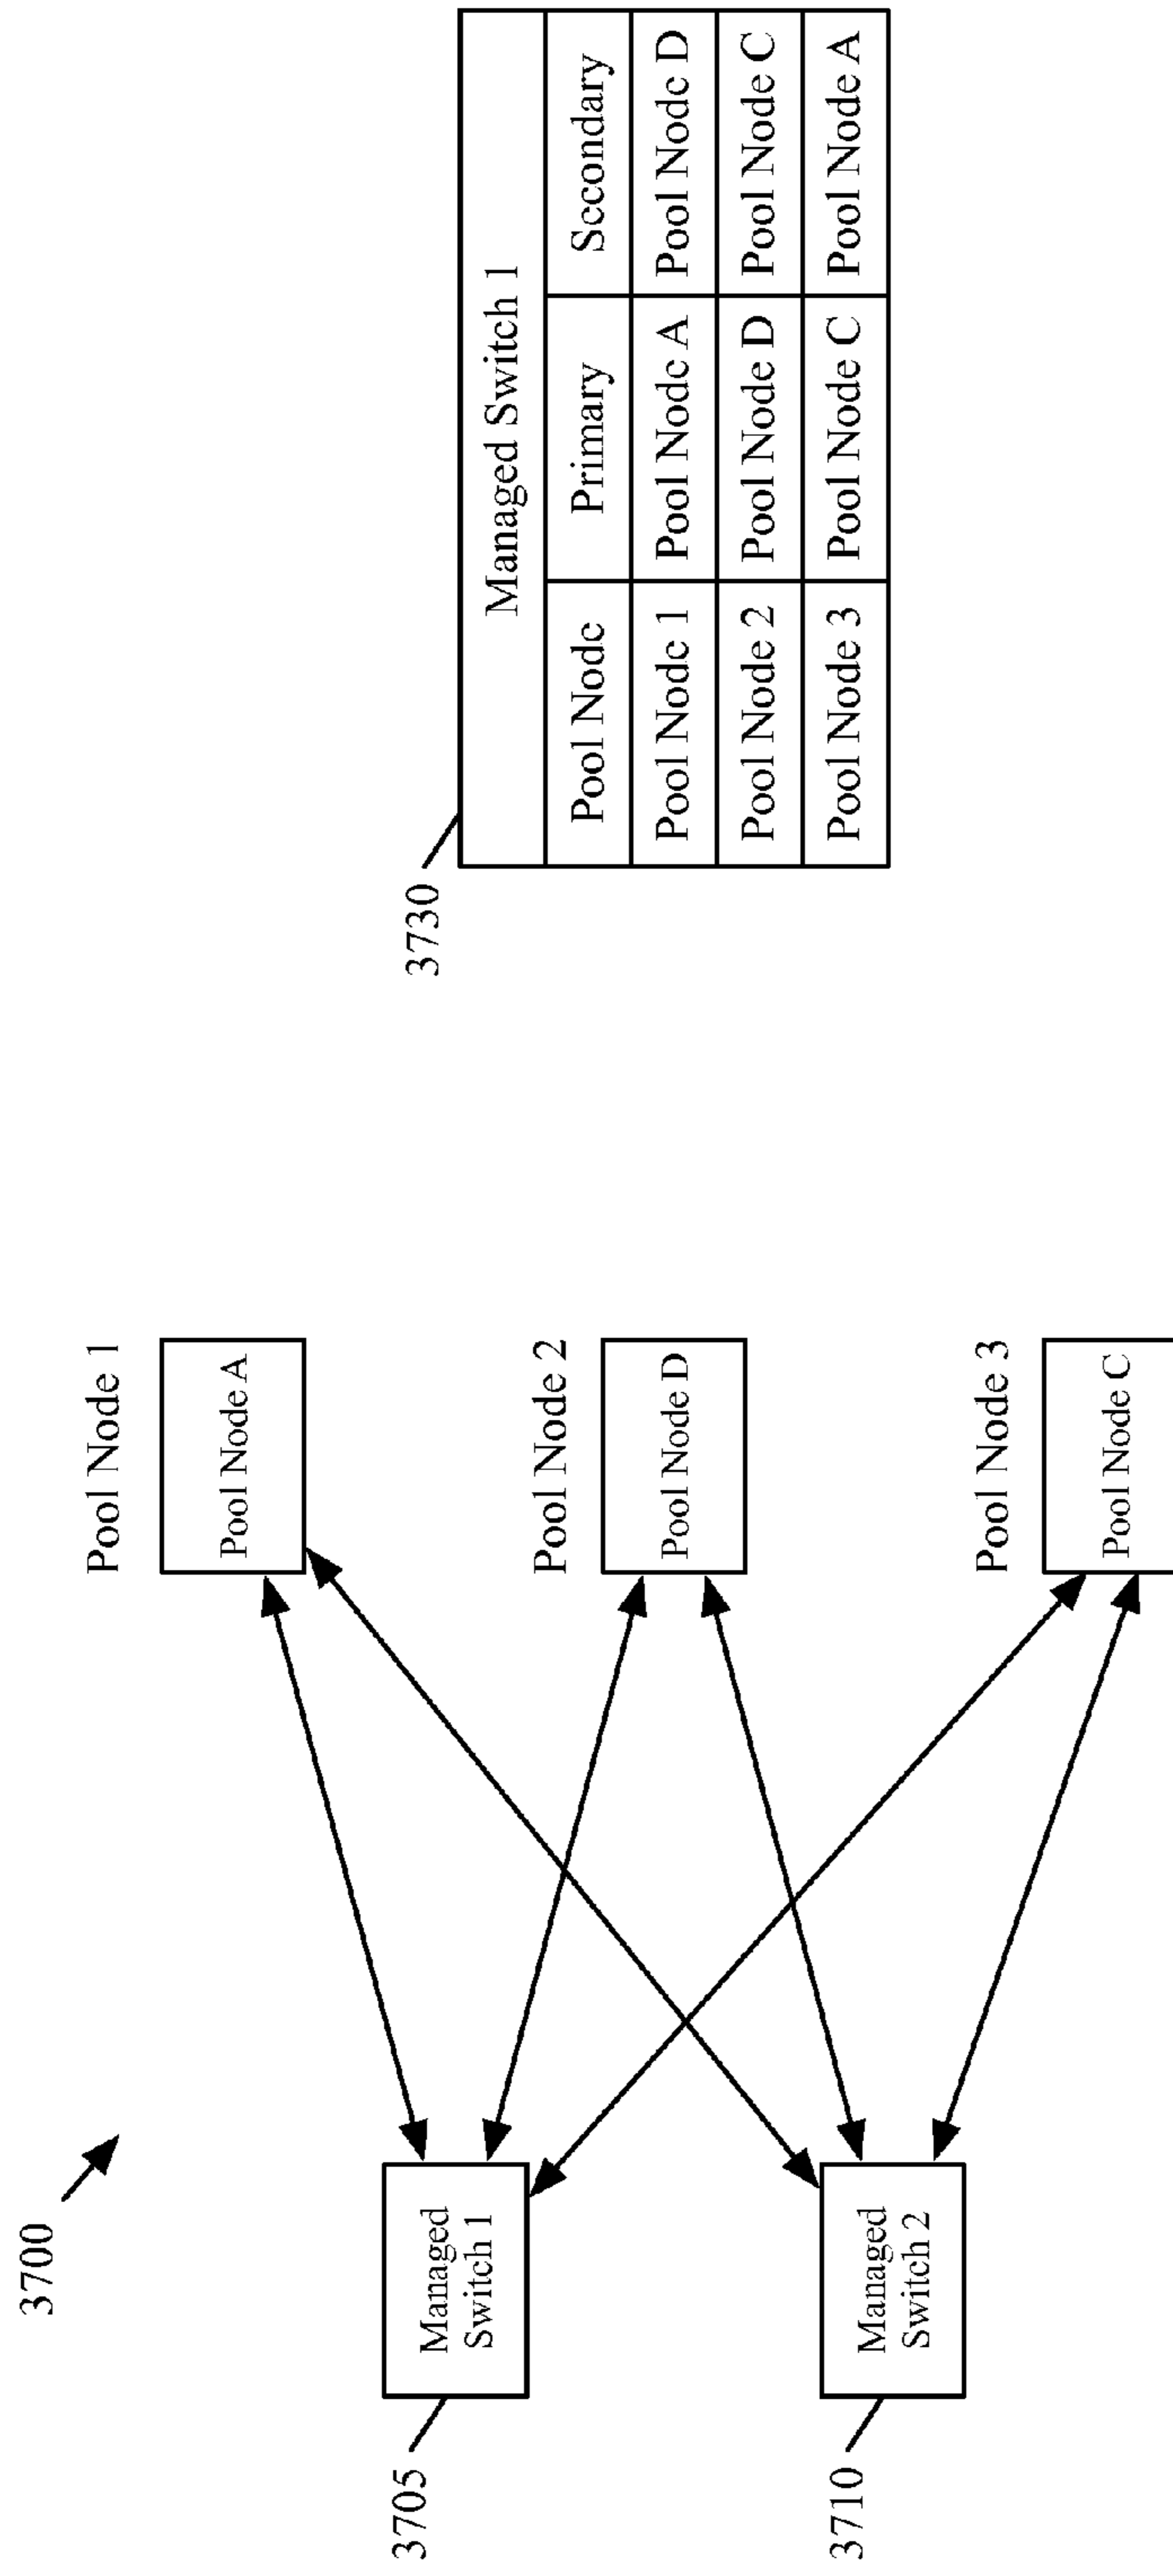 3700
Pool Node 1
Pool Node A
Managed
Switch 1
3705
Pool Node 2
Pool Node D
Managed
Switch 2
3710
Pool Node 3
Pool Node C
3730
Managed Switch 1
Pool Node Primary Secondary
Pool Node 1 Pool Node A Pool Node D
Pool Node 2 Pool Node D Pool Node C
Pool Node 3 Pool Node C Pool Node A